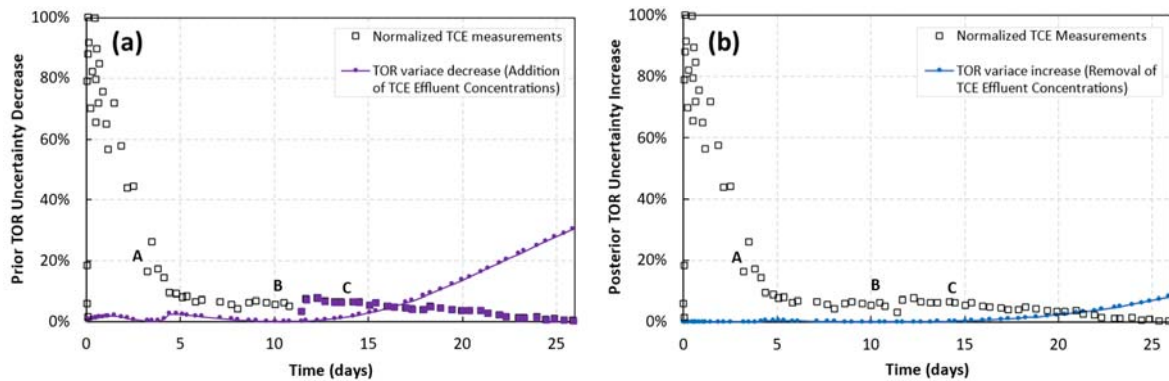 (a)
Normalized TCE measurements
TOR variace decrease (Addition
of TCE Effluent Concentrations)
Prior TOR Uncertainty Decrease
100%
80%
60%
40%
20%
0%
A
B
C
0
5
10
15
20
25
Time (days)
(b)
Normalized TCE Measurements
TOR variace increase (Removal of
TCE Effluent Concentrations)
Posterior TOR Uncertainty Increase
100%
80%
60%
40%
20%
0%
A
B
C
0
5
10
15
20
25
Time (days)